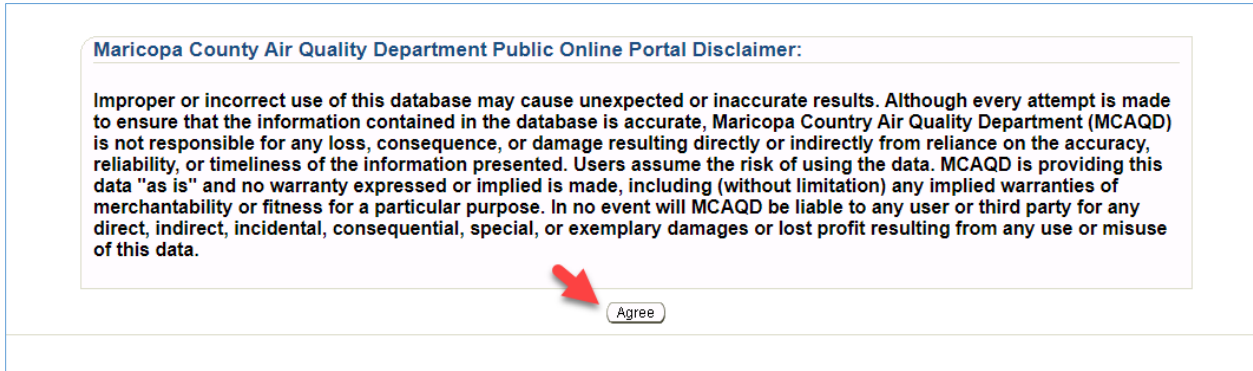 Maricopa County Air Quality Department Public Online Portal Disclaimer:
Improper or incorrect use of this database may cause unexpected or inaccurate results. Although every attempt is made
to ensure that the information contained in the database is accurate, Maricopa Country Air Quality Department (MCAQD)
is not responsible for any loss, consequence, or damage resulting directly or indirectly from reliance on the accuracy,
reliability, or timeliness of the information presented. Users assume the risk of using the data. MCAQD is providing this
data "as is" and no warranty expressed or implied is made, including (without limitation) any implied warranties of
merchantability or fitness for a particular purpose. In no event will MCAQD be liable to any user or third party for any
direct, indirect, incidental, consequential, special, or exemplary damages or lost profit resulting from any use or misuse
of this data.
Agree